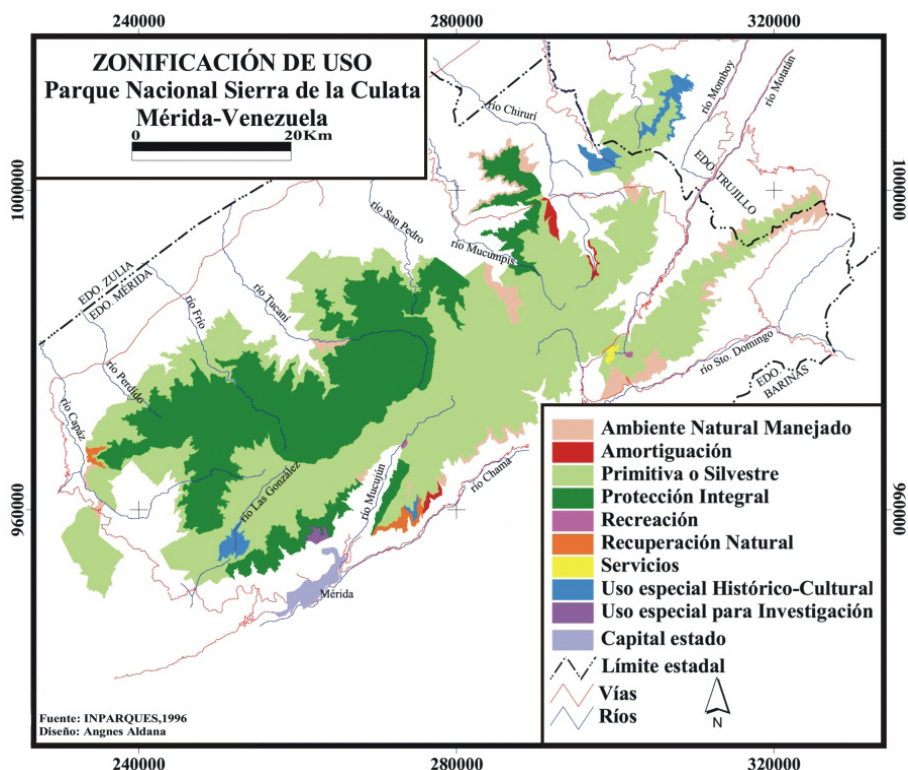 240000 280000 320000
ZONIFICACIÓN DE USO
Parque Nacional Sierra de la Culata
Mérida-Venezuela
0 20Km
1000000
1000000
960000
960000
río Chirurí
río Momboy
río Motatán
EDO. TRUJILLO
río San Pedro
río Mucumpis
EDO. ZULIA
EDO. MÉRIDA
río Tucaní
río Frío
río Perdido
río Capáz
río Sto. Domingo
EDO.
BARINAS
río Las González
río Mucujún
río Chama
Mérida
Ambiente Natural Manejado
Amortiguación
Primitiva o Silvestre
Protección Integral
Recreación
Recuperación Natural
Servicios
Uso especial Histórico-Cultural
Uso especial para Investigación
Capital estado
Límite estadal
Vías
Ríos
N
Fuente: INPARQUES,1996
Diseño: Angnes Aldana
240000 280000 320000